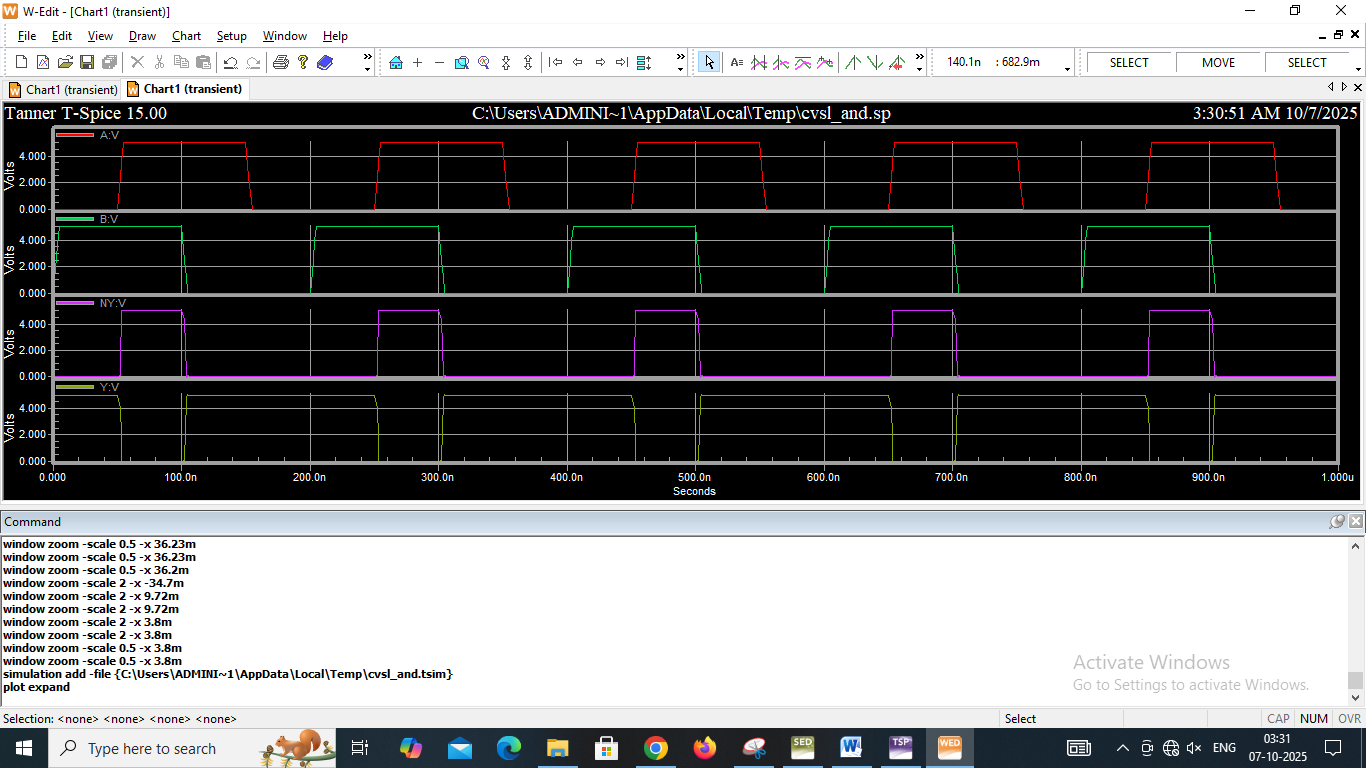 W-Edit - [Chart1 (transient)]
File Edit View Draw Chart Setup Window Help
140.1n : 682.9m SELECT MOVE SELECT
Chart1 (transient) Chart1 (transient)
Tanner T-Spice 15.00 C:\Users\ADMINI~1\AppData\Local\Temp\cvsl_and.sp 3:30:51 AM 10/7/2025
A:V
4.000
Volts
2.000
0.000
B:V
4.000
Volts
2.000
0.000
NY:V
4.000
Volts
2.000
0.000
Y:V
4.000
Volts
2.000
0.000
0.000 100.0n 200.0n 300.0n 400.0n 500.0n 600.0n 700.0n 800.0n 900.0n 1.000u
Seconds
Command
window zoom -scale 0.5 -x 36.23m
window zoom -scale 0.5 -x 36.23m
window zoom -scale 0.5 -x 36.2m
window zoom -scale 2 -x -34.7m
window zoom -scale 2 -x 9.72m
window zoom -scale 2 -x 9.72m
window zoom -scale 2 -x 3.8m
window zoom -scale 2 -x 3.8m
window zoom -scale 0.5 -x 3.8m
window zoom -scale 0.5 -x 3.8m
simulation add -file {C:\Users\ADMINI~1\AppData\Local\Temp\cvsl_and.tsim}
plot expand
Activate Windows
Go to Settings to activate Windows.
Selection: <none> <none> <none> <none> Select CAP NUM OVR
Type here to search
SED
TSP
WED
ENG
03:31
07-10-2025